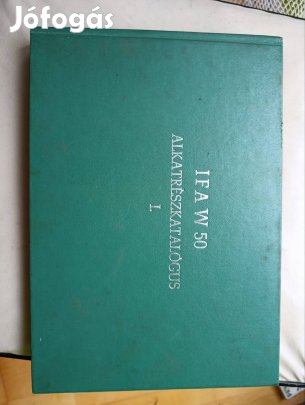 Jófogás
IFA W 50
ALKATRÉSZKATALÓGUS
I.